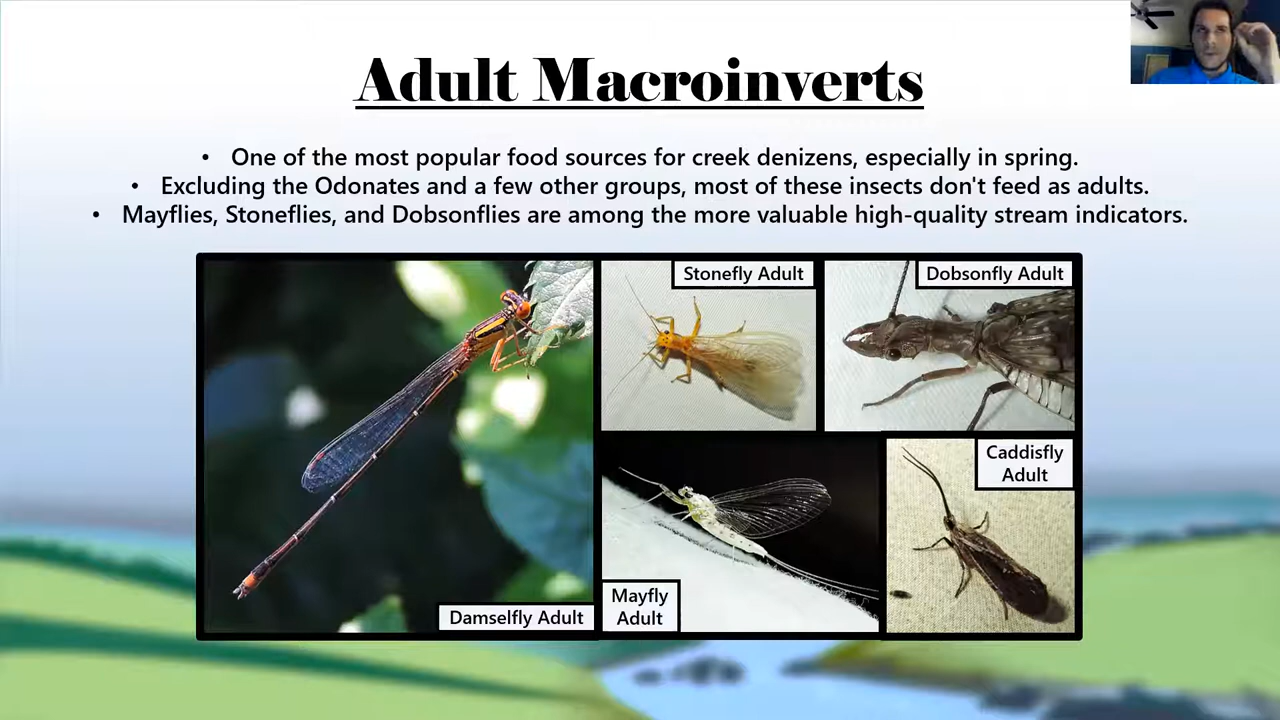 Adult Macroinverts
• One of the most popular food sources for creek denizens, especially in spring.
• Excluding the Odonates and a few other groups, most of these insects don't feed as adults.
• Mayflies, Stoneflies, and Dobsonflies are among the more valuable high-quality stream indicators.
Stonefly Adult
Dobsonfly Adult
Caddisfly
Adult
Mayfly
Adult
Damselfly Adult